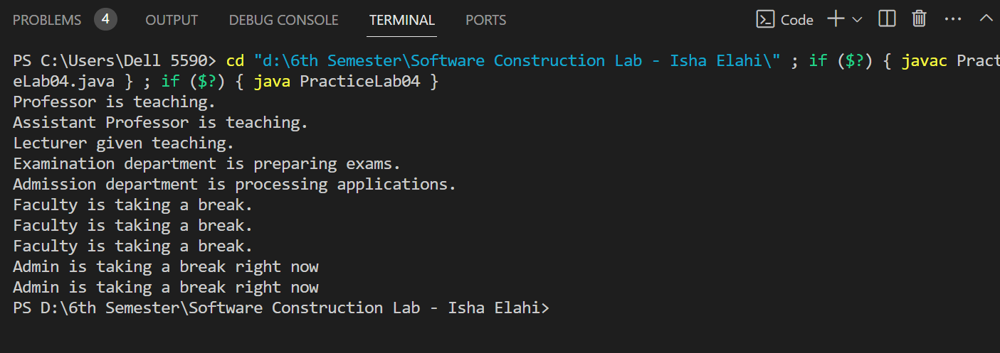 PROBLEMS 4 OUTPUT DEBUG CONSOLE TERMINAL PORTS Code
PS C:\Users\Dell 5590> cd "d:\6th Semester\Software Construction Lab - Isha Elahi\" ; if ($?) { javac Pract
eLab04.java } ; if ($?) { java PracticeLab04 }
Professor is teaching.
Assistant Professor is teaching.
Lecturer given teaching.
Examination department is preparing exams.
Admission department is processing applications.
Faculty is taking a break.
Faculty is taking a break.
Faculty is taking a break.
Admin is taking a break right now
Admin is taking a break right now
PS D:\6th Semester\Software Construction Lab - Isha Elahi>